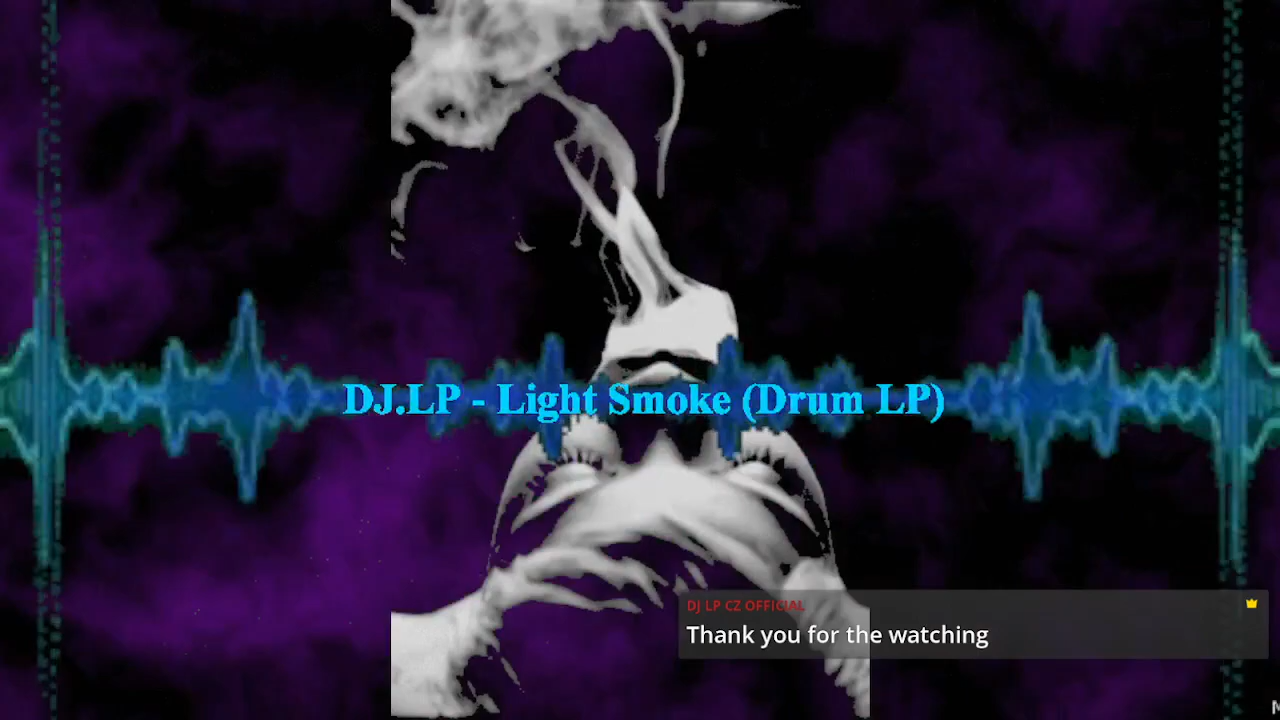 DJ.LP - Light Smoke (Drum LP)
DJ LP CZ OFFICIAL
Thank you for the watching